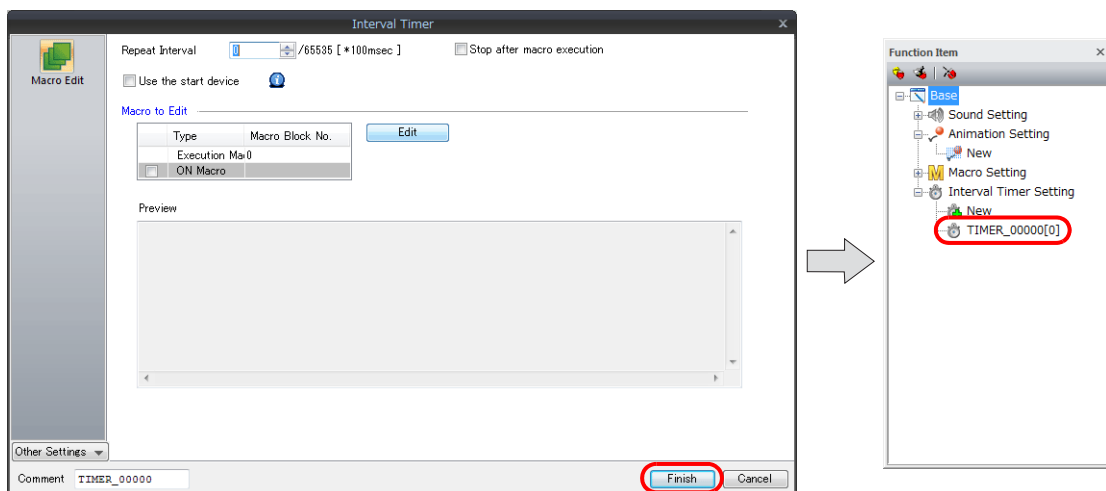 Interval Timer
Macro Edit
Repeat Interval 0 /65535 [ *100msec ] Stop after macro execution
Use the start device
Macro to Edit
Type Macro Block No. Edit
Execution Ma 0
ON Macro
Preview
Other Settings
Comment TIMER_00000 Finish Cancel
Function Item
Base
Sound Setting
Animation Setting
New
Macro Setting
Interval Timer Setting
New
TIMER_00000[0]